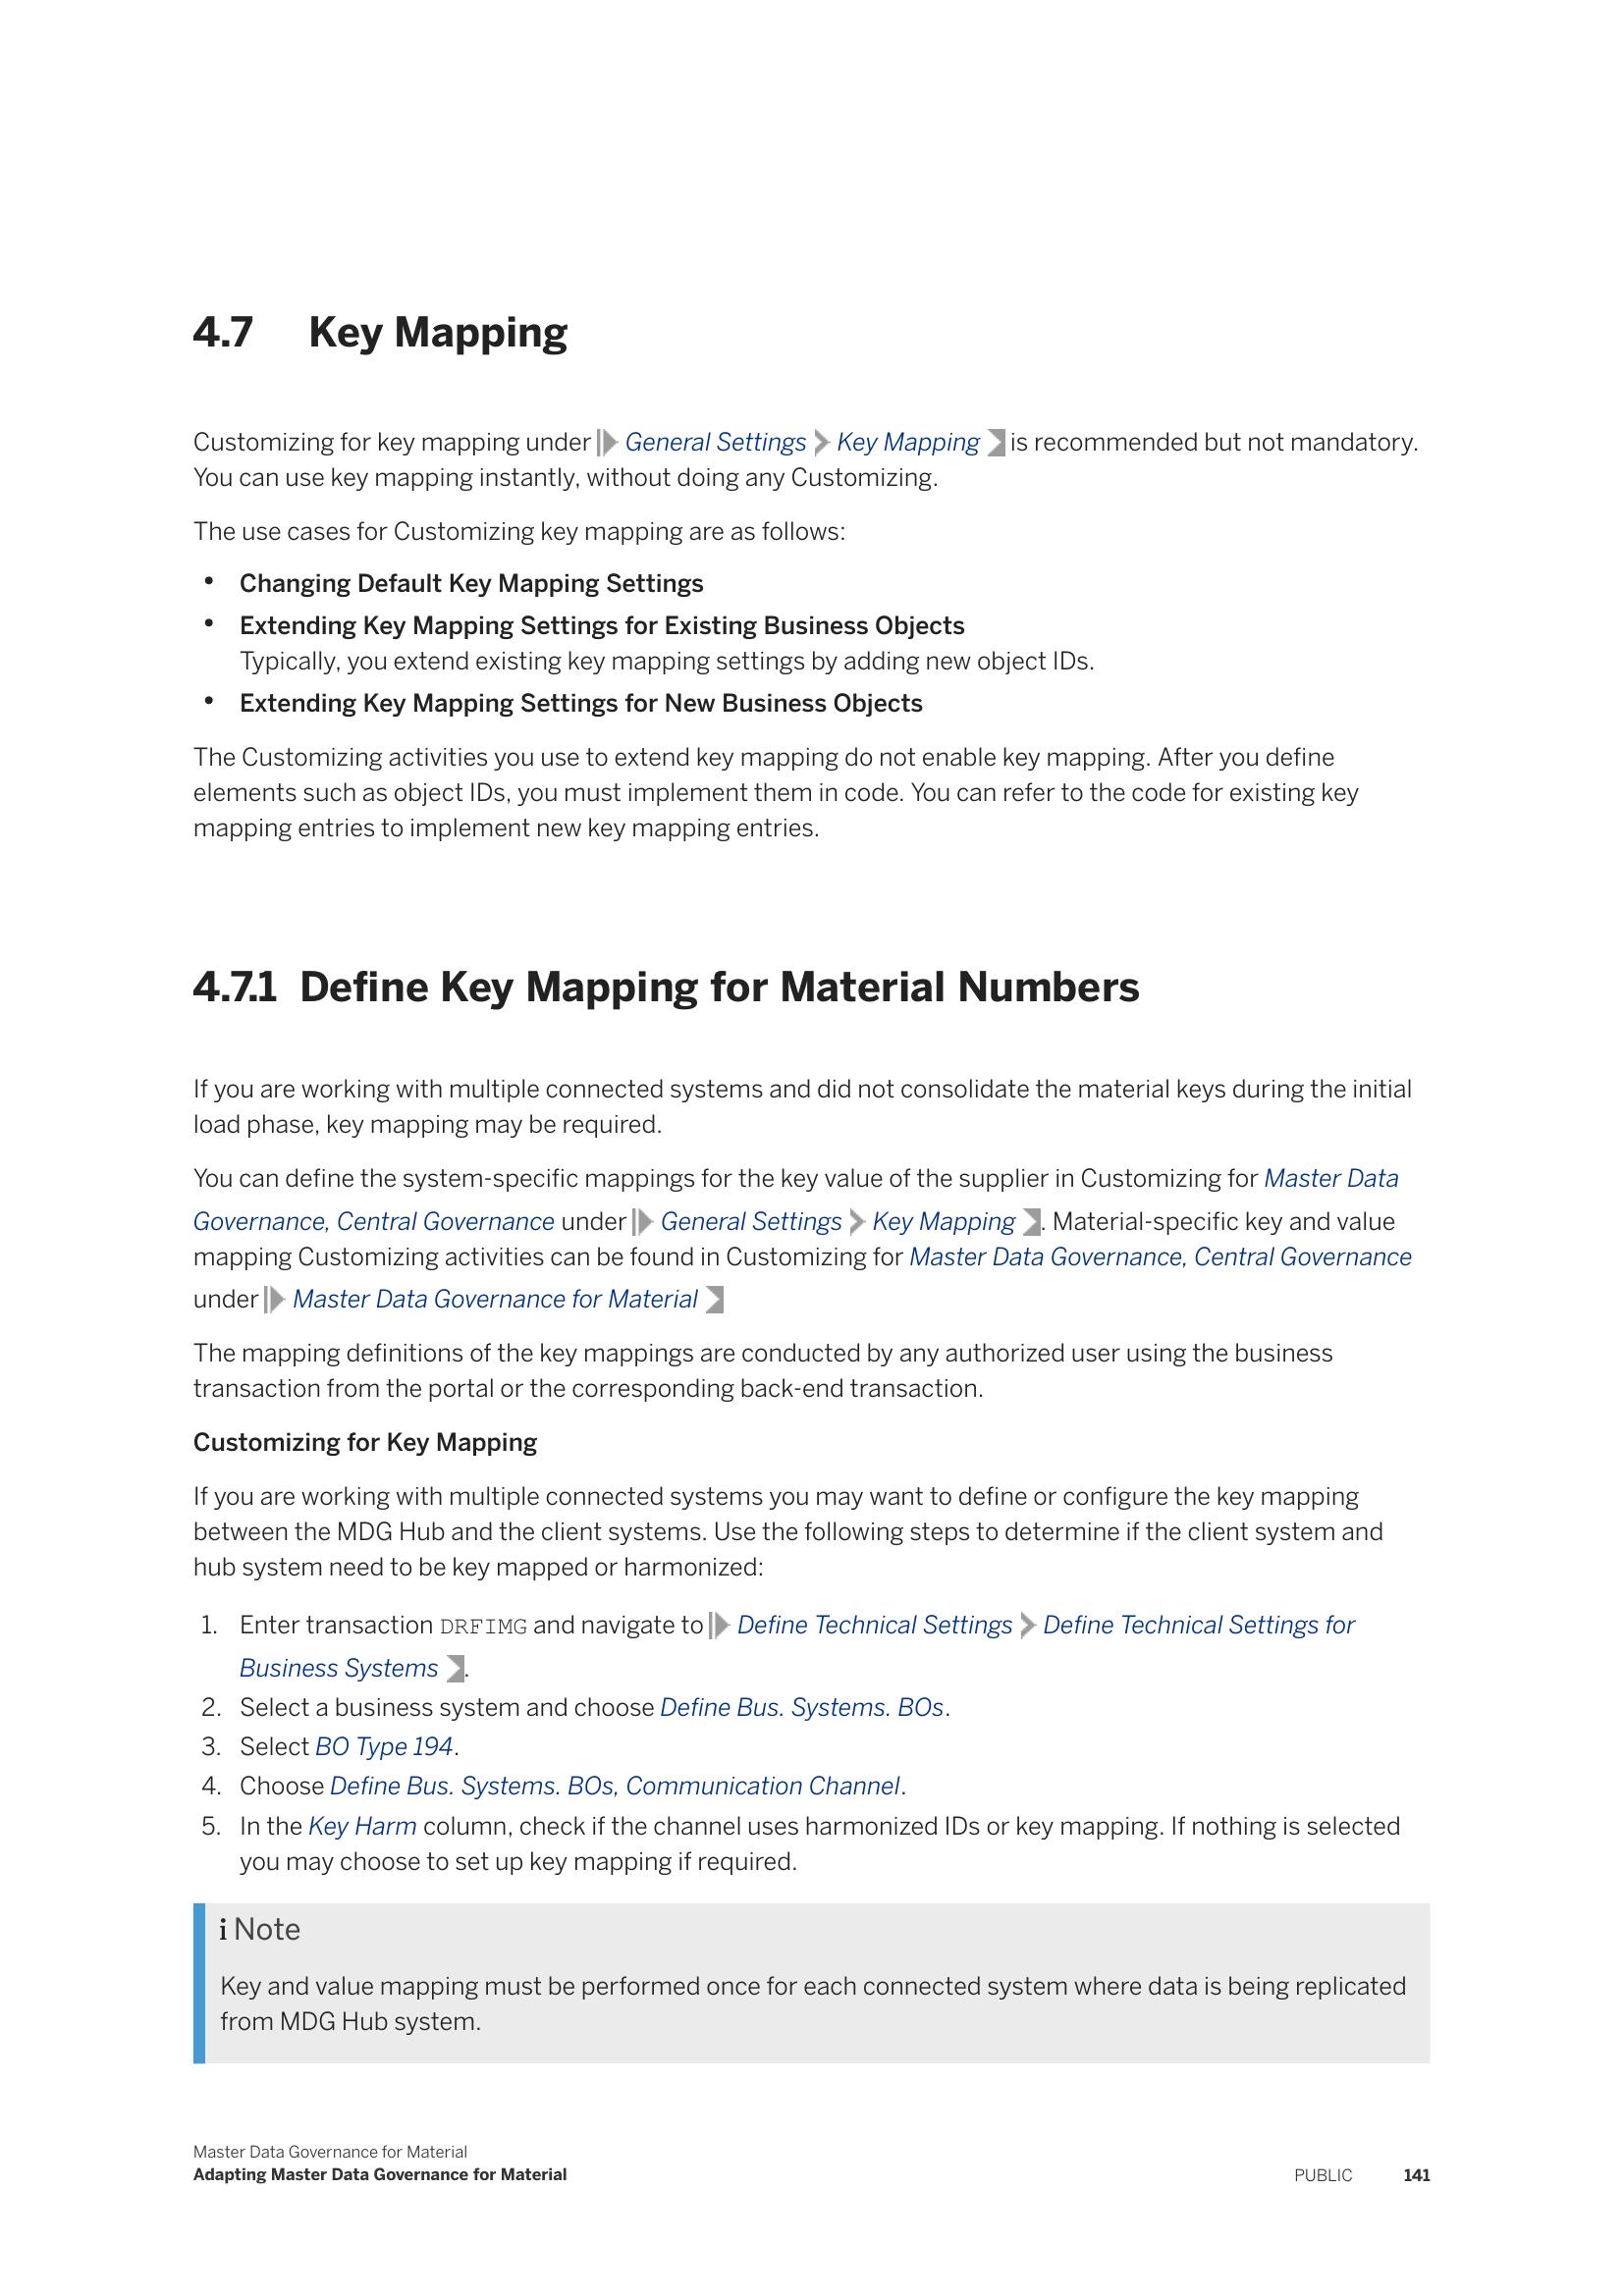 4.7 Key Mapping
Customizing for key mapping under General Settings Key Mapping is recommended but not mandatory.
You can use key mapping instantly, without doing any Customizing.
The use cases for Customizing key mapping are as follows:
• Changing Default Key Mapping Settings
• Extending Key Mapping Settings for Existing Business Objects
Typically, you extend existing key mapping settings by adding new object IDs.
• Extending Key Mapping Settings for New Business Objects
The Customizing activities you use to extend key mapping do not enable key mapping. After you define
elements such as object IDs, you must implement them in code. You can refer to the code for existing key
mapping entries to implement new key mapping entries.
4.7.1 Define Key Mapping for Material Numbers
If you are working with multiple connected systems and did not consolidate the material keys during the initial
load phase, key mapping may be required.
You can define the system-specific mappings for the key value of the supplier in Customizing for Master Data
Governance, Central Governance under General Settings Key Mapping . Material-specific key and value
mapping Customizing activities can be found in Customizing for Master Data Governance, Central Governance
under Master Data Governance for Material
The mapping definitions of the key mappings are conducted by any authorized user using the business
transaction from the portal or the corresponding back-end transaction.
Customizing for Key Mapping
If you are working with multiple connected systems you may want to define or configure the key mapping
between the MDG Hub and the client systems. Use the following steps to determine if the client system and
hub system need to be key mapped or harmonized:
1. Enter transaction DRFIMG and navigate to Define Technical Settings Define Technical Settings for
Business Systems .
2. Select a business system and choose Define Bus. Systems. BOs.
3. Select BO Type 194.
4. Choose Define Bus. Systems. BOs, Communication Channel.
5. In the Key Harm column, check if the channel uses harmonized IDs or key mapping. If nothing is selected
you may choose to set up key mapping if required.
i Note
Key and value mapping must be performed once for each connected system where data is being replicated
from MDG Hub system.
Master Data Governance for Material
Adapting Master Data Governance for Material
PUBLIC 141